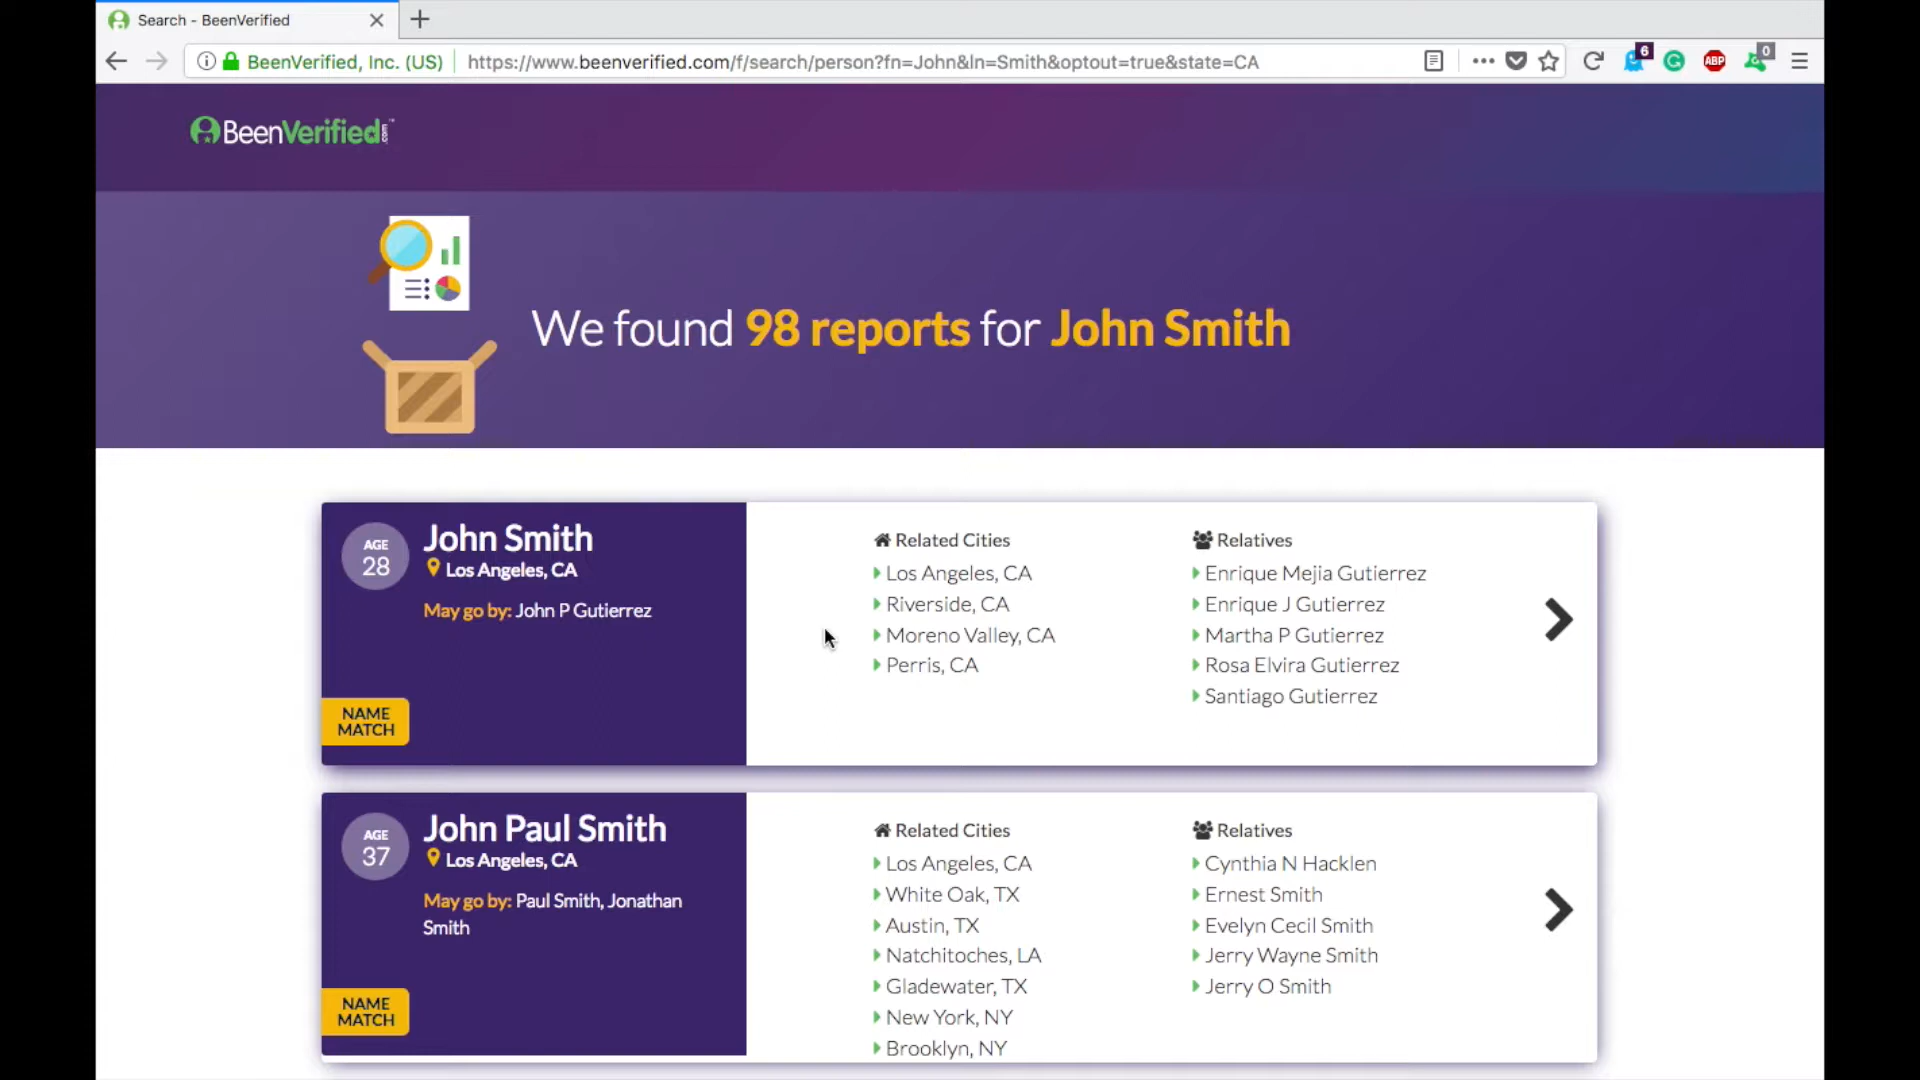 Search - BeenVerified
BeenVerified, Inc. (US)
https://www.beenverified.com/f/search/person?fn=John&ln=Smith&optout=true&state=CA
6
ABP
0
BeenVerified.com
We found 98 reports for John Smith
AGE
28
John Smith
Los Angeles, CA
May go by: John P Gutierrez
NAME
MATCH
Related Cities
Los Angeles, CA
Riverside, CA
Moreno Valley, CA
Perris, CA
Relatives
Enrique Mejia Gutierrez
Enrique J Gutierrez
Martha P Gutierrez
Rosa Elvira Gutierrez
Santiago Gutierrez
AGE
37
John Paul Smith
Los Angeles, CA
May go by: Paul Smith, Jonathan
Smith
NAME
MATCH
Related Cities
Los Angeles, CA
White Oak, TX
Austin, TX
Natchitoches, LA
Gladewater, TX
New York, NY
Brooklyn, NY
Relatives
Cynthia N Hacklen
Ernest Smith
Evelyn Cecil Smith
Jerry Wayne Smith
Jerry O Smith